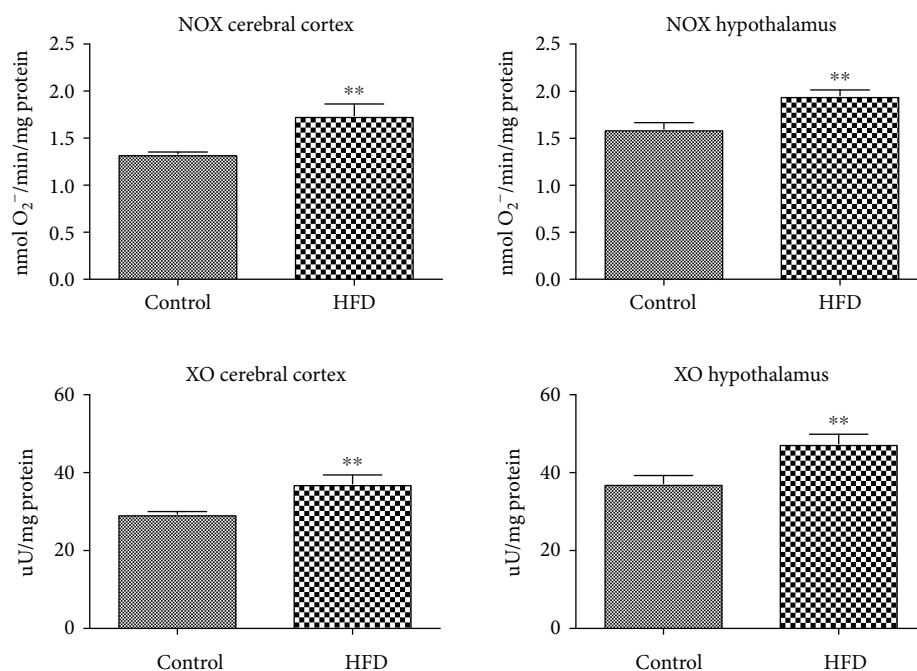 NOX cerebral cortex
nmol O₂⁻/min/mg protein
2.5
2.0
1.5
1.0
0.5
0.0
**
Control
HFD
NOX hypothalamus
nmol O₂⁻/min/mg protein
2.5
2.0
1.5
1.0
0.5
0.0
**
Control
HFD
XO cerebral cortex
uU/mg protein
60
40
20
0
**
Control
HFD
XO hypothalamus
uU/mg protein
60
40
20
0
**
Control
HFD